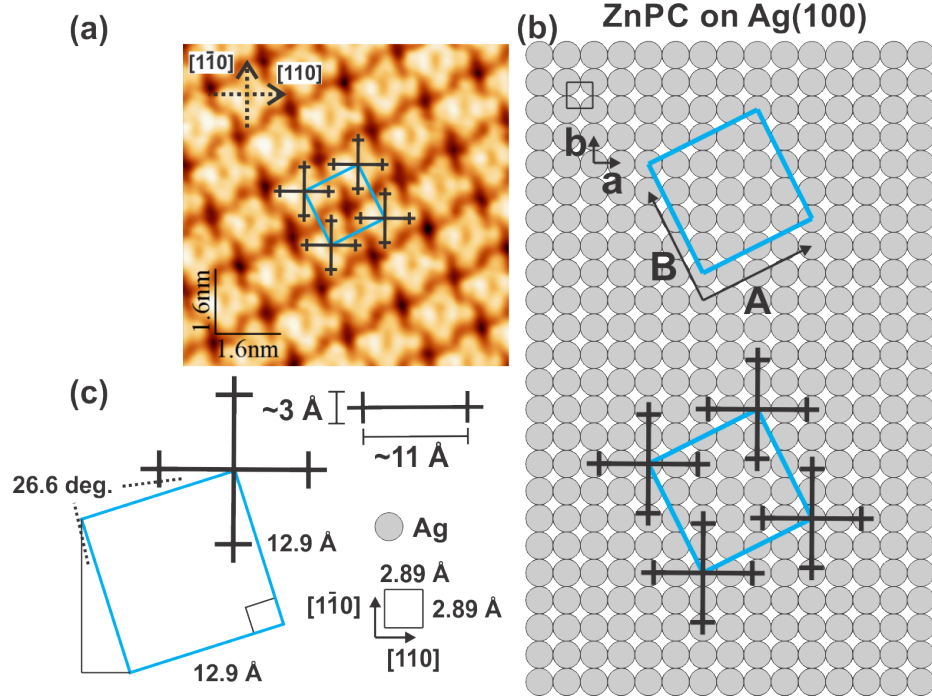 ZnPC on Ag(100)
(a)
[11̄0]
[110]
1.6nm
1.6nm
(b)
b
a
B
A
(c)
~3 Å
~11 Å
26.6 deg.
12.9 Å
12.9 Å
Ag
2.89 Å
2.89 Å
[11̄0]
[110]